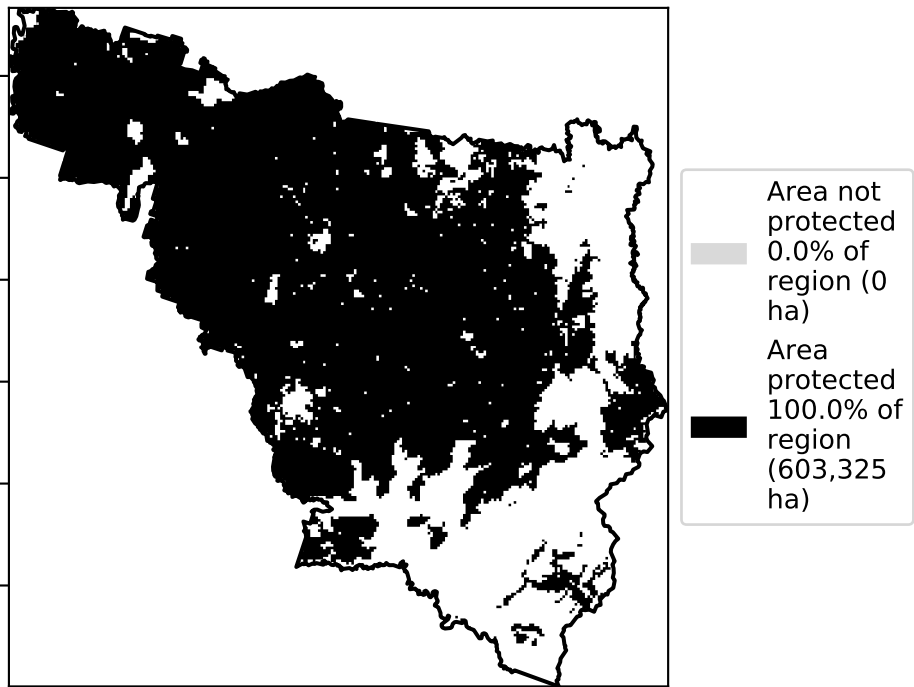 Area not
protected
0.0% of
region (0
ha)
Area
protected
100.0% of
region
(603,325
ha)